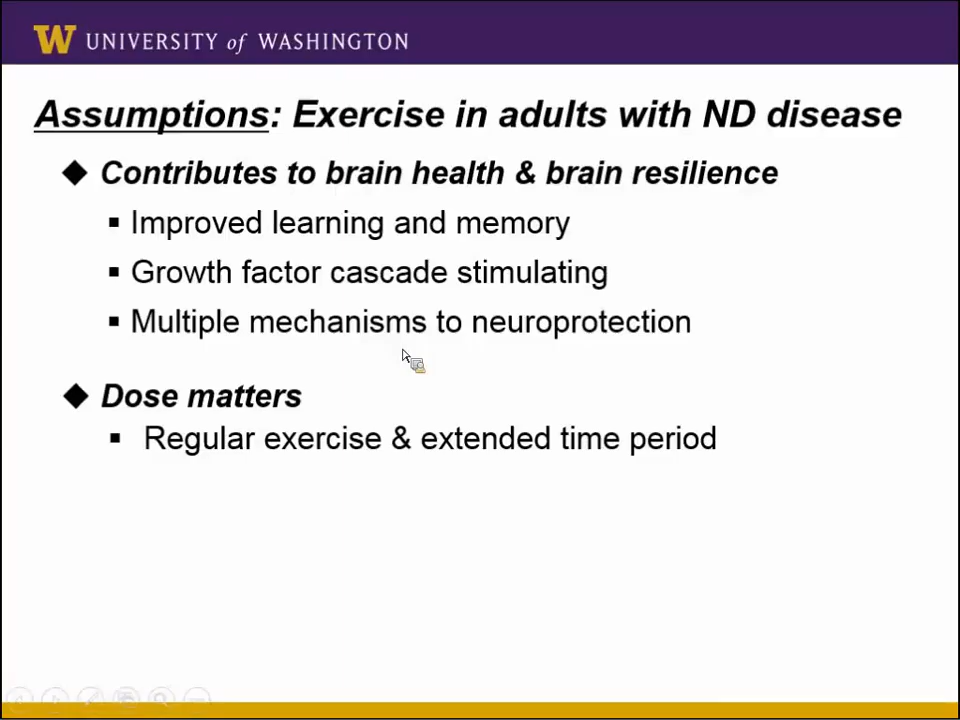 W UNIVERSITY of WASHINGTON
Assumptions: Exercise in adults with ND disease
Contributes to brain health & brain resilience
Improved learning and memory
Growth factor cascade stimulating
Multiple mechanisms to neuroprotection
Dose matters
Regular exercise & extended time period